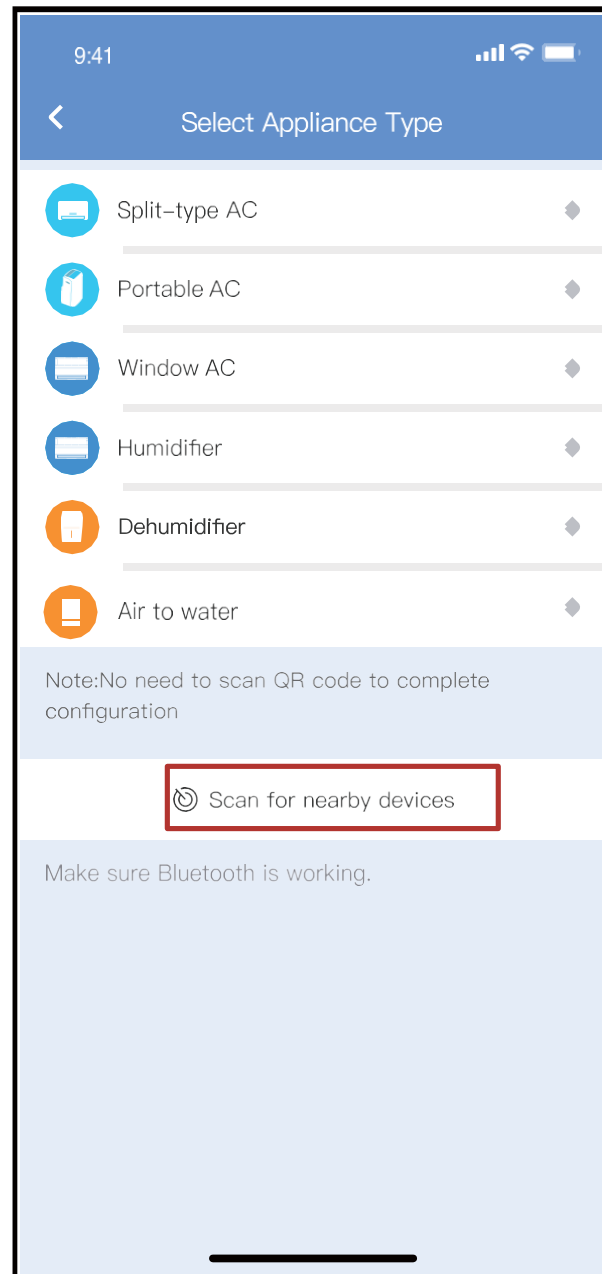 9:41
Select Appliance Type
Split-type AC
Portable AC
Window AC
Humidifier
Dehumidifier
Air to water
Note:No need to scan QR code to complete
configuration
Scan for nearby devices
Make sure Bluetooth is working.